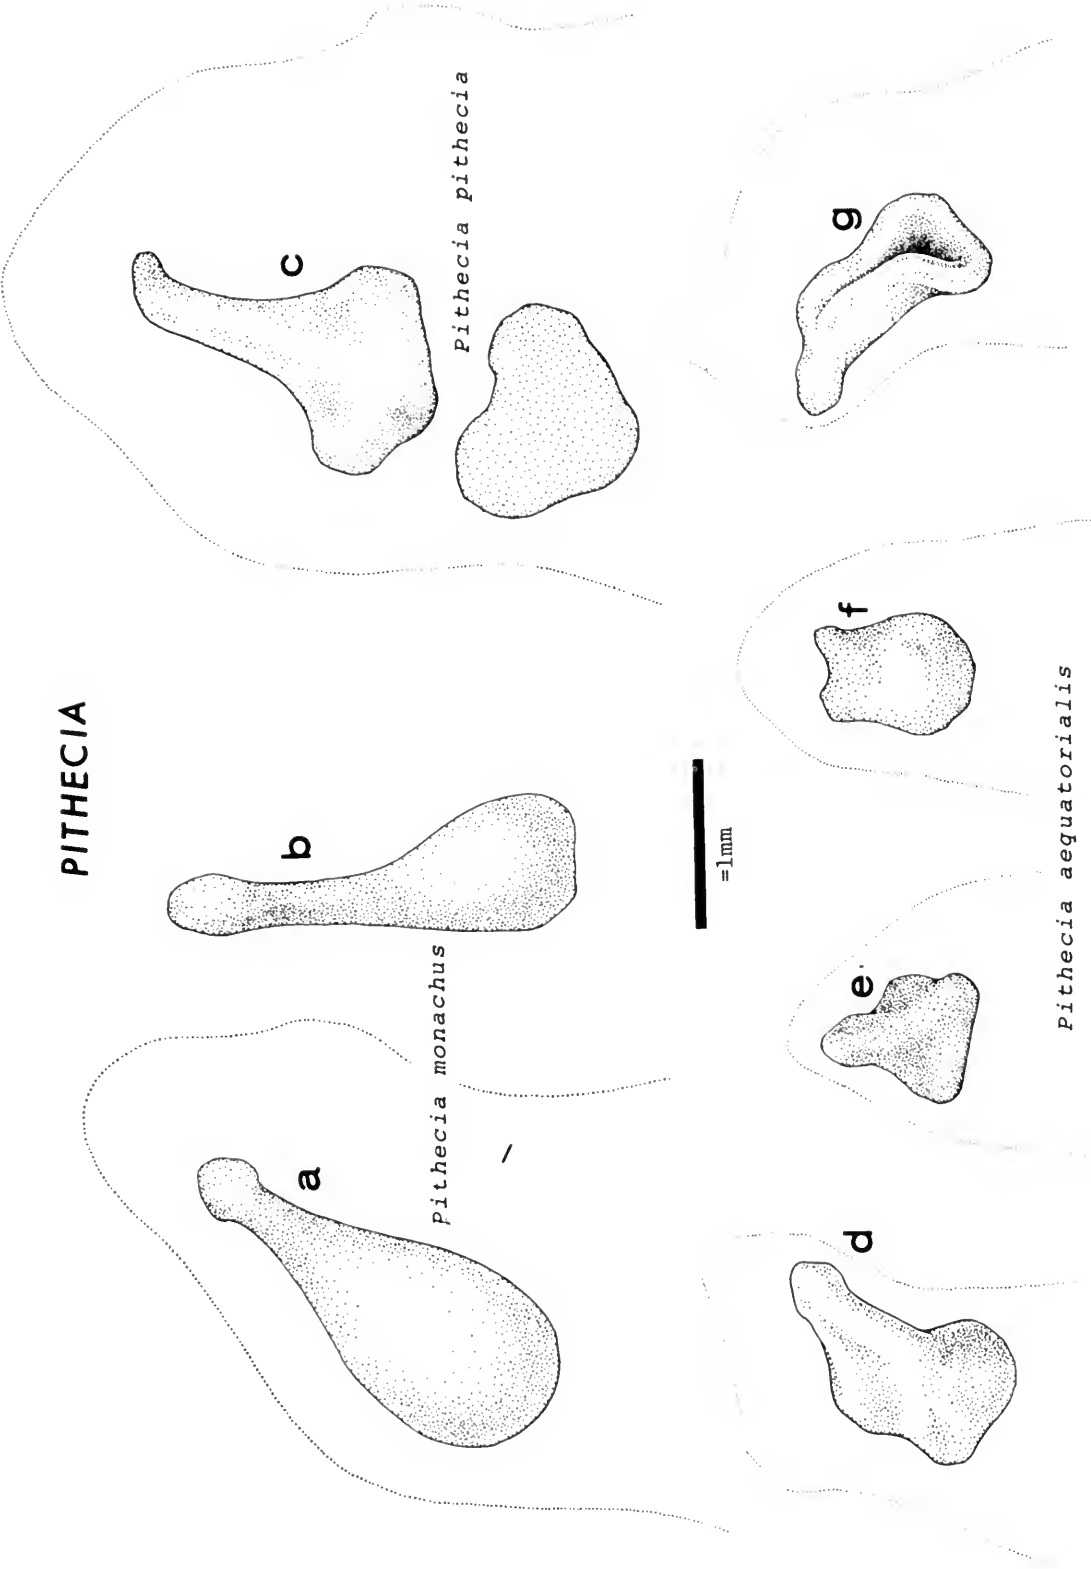 PITHECIA
a
b
c
Pithecia monachus
Pithecia pithecia
=1mm
d
e
f
g
Pithecia aequatorialis